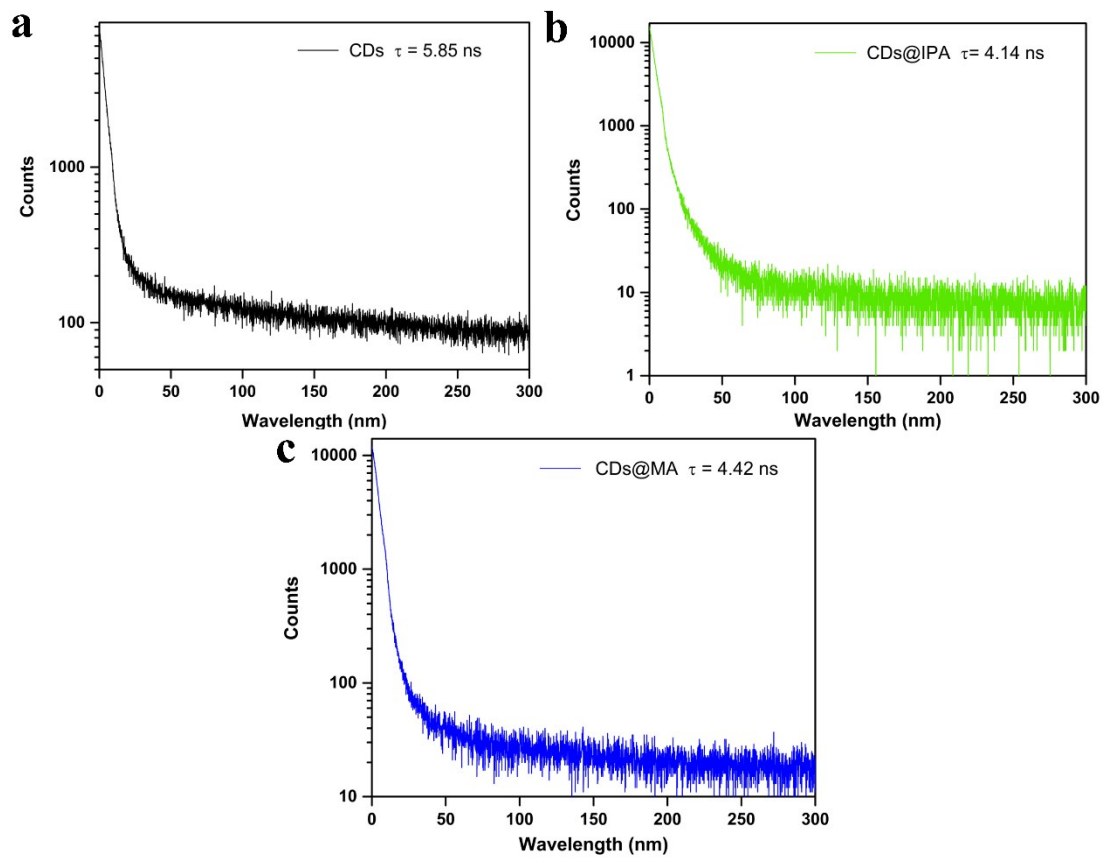 a
CDs τ = 5.85 ns
Counts
1000
100
0 50 100 150 200 250 300
Wavelength (nm)
b
CDs@IPA τ= 4.14 ns
Counts
10000
1000
100
10
1
0 50 100 150 200 250 300
Wavelength (nm)
c
CDs@MA τ = 4.42 ns
Counts
10000
1000
100
10
0 50 100 150 200 250 300
Wavelength (nm)